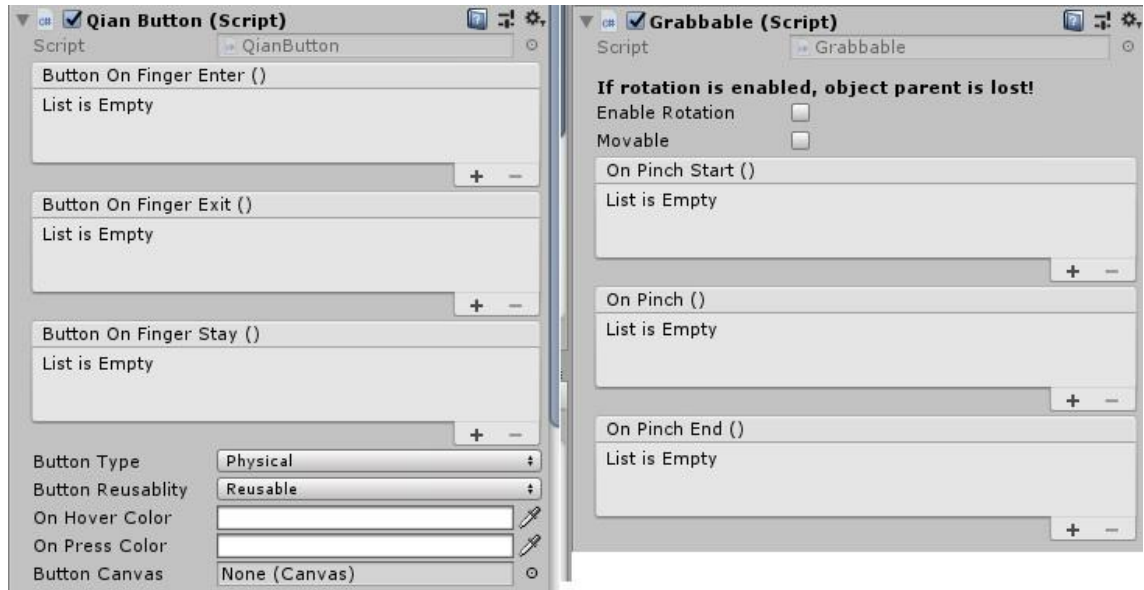 Qian Button (Script)
Script QianButton
Button On Finger Enter ()
List is Empty
+ −
Button On Finger Exit ()
List is Empty
+ −
Button On Finger Stay ()
List is Empty
+ −
Button Type Physical
Button Reusablity Reusable
On Hover Color
On Press Color
Button Canvas None (Canvas)
Grabbable (Script)
Script Grabbable
If rotation is enabled, object parent is lost!
Enable Rotation
Movable
On Pinch Start ()
List is Empty
+ −
On Pinch ()
List is Empty
+ −
On Pinch End ()
List is Empty
+ −